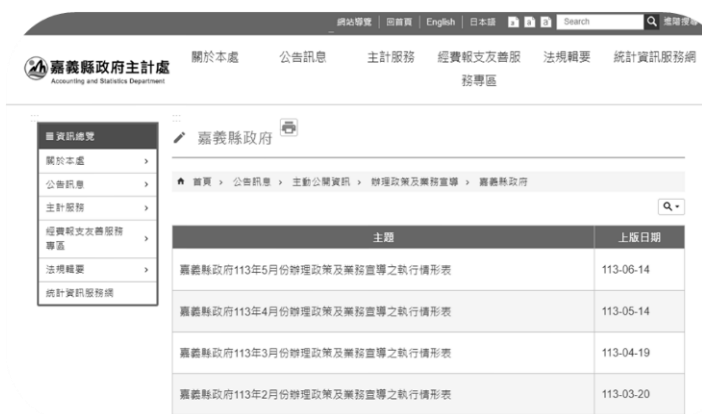 網站導覽 | 回首頁 | English | 日本語 a a a Search 進階搜尋
嘉義縣政府主計處
Accounting and Statistics Department
關於本處 公告訊息 主計服務 經費報支友善服務專區 法規輯要 統計資訊服務網
資訊總覽
關於本處
公告訊息
主計服務
經費報支友善服務
專區
法規輯要
統計資訊服務網
嘉義縣政府
首頁 › 公告訊息 › 主動公開資訊 › 辦理政策及業務宣導 › 嘉義縣政府
主題 上版日期
嘉義縣政府113年5月份辦理政策及業務宣導之執行情形表 113-06-14
嘉義縣政府113年4月份辦理政策及業務宣導之執行情形表 113-05-14
嘉義縣政府113年3月份辦理政策及業務宣導之執行情形表 113-04-19
嘉義縣政府113年2月份辦理政策及業務宣導之執行情形表 113-03-20